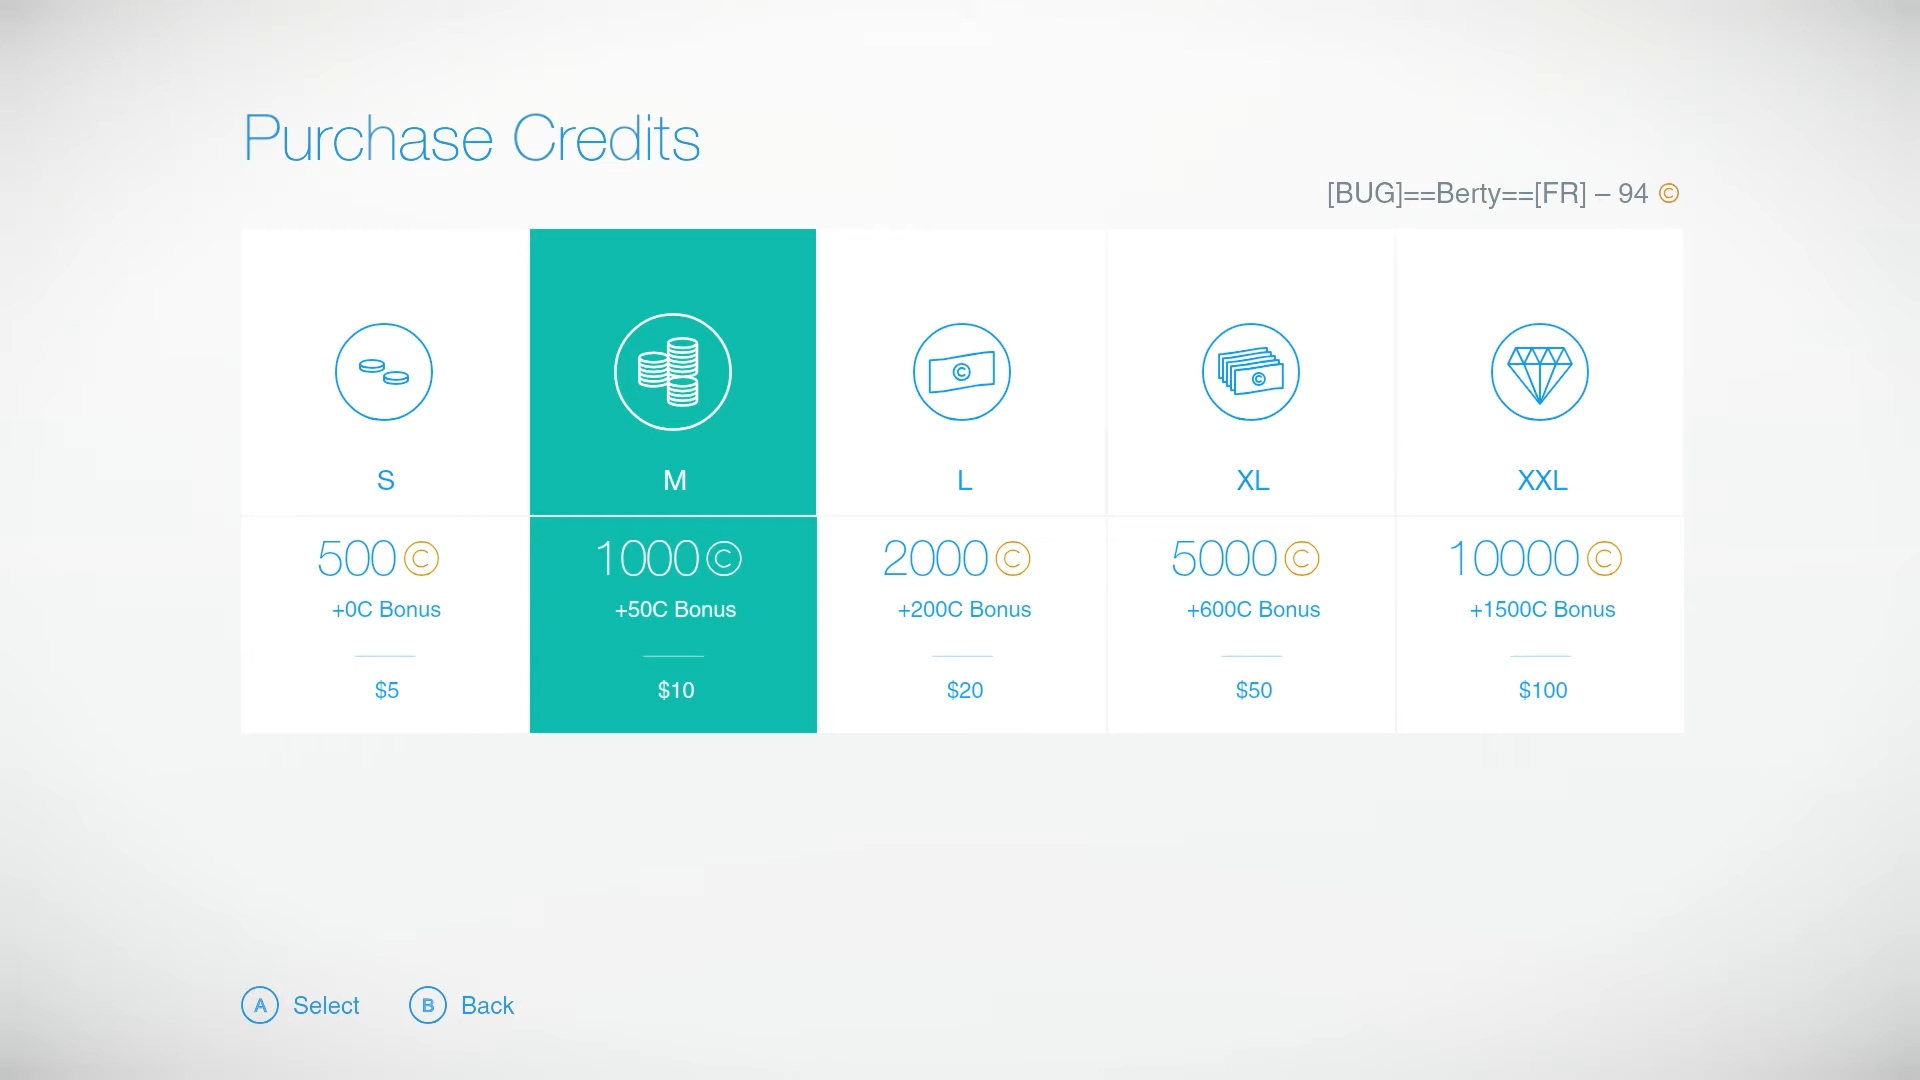 Purchase Credits
[BUG]==Berty==[FR] – 94 ©
S
M
L
XL
XXL
500 ©
1000 ©
2000 ©
5000 ©
10000 ©
+0C Bonus
+50C Bonus
+200C Bonus
+600C Bonus
+1500C Bonus
$5
$10
$20
$50
$100
A Select B Back